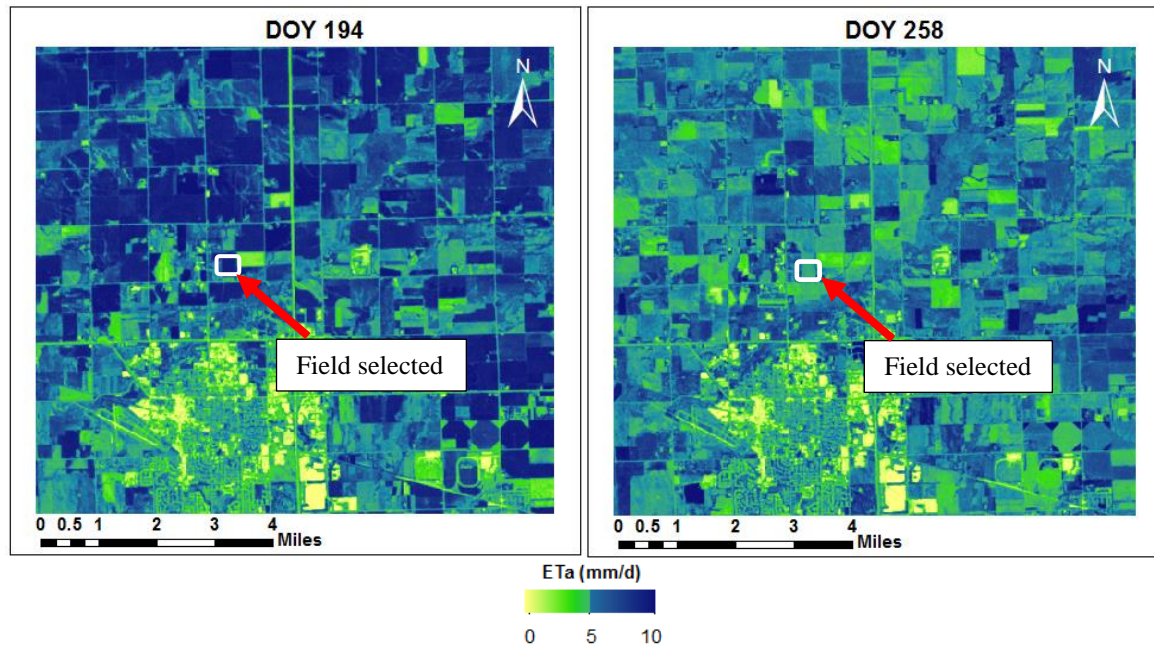 DOY 194
N
Field selected
0 0.5 1 2 3 4
Miles
DOY 258
N
Field selected
0 0.5 1 2 3 4
Miles
ETa (mm/d)
0 5 10